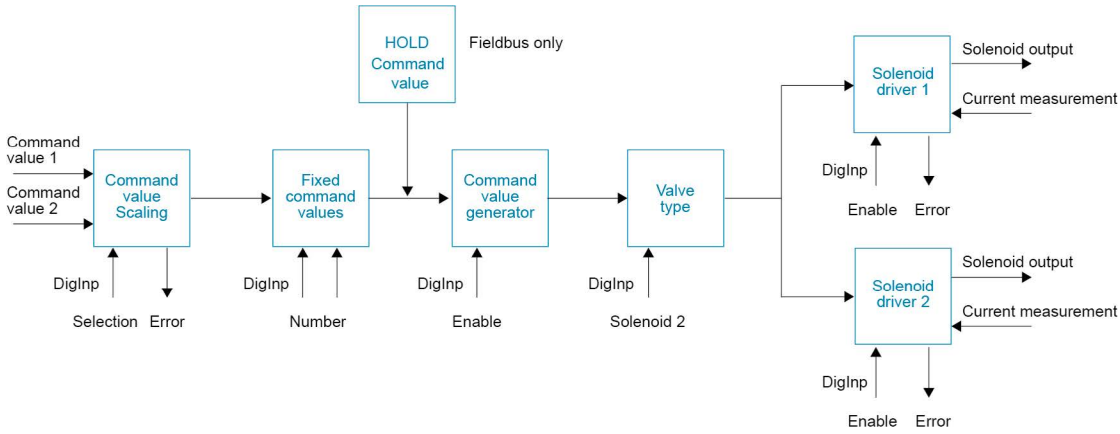 HOLD
Command
value
Fieldbus only
Command
value 1
Command
value 2
Command
value
Scaling
DigInp
Selection
Error
Fixed
command
values
DigInp
Number
Command
value
generator
DigInp
Enable
Valve
type
DigInp
Solenoid 2
Solenoid
driver 1
Solenoid output
Current measurement
DigInp
Enable
Error
Solenoid
driver 2
Solenoid output
Current measurement
DigInp
Enable
Error